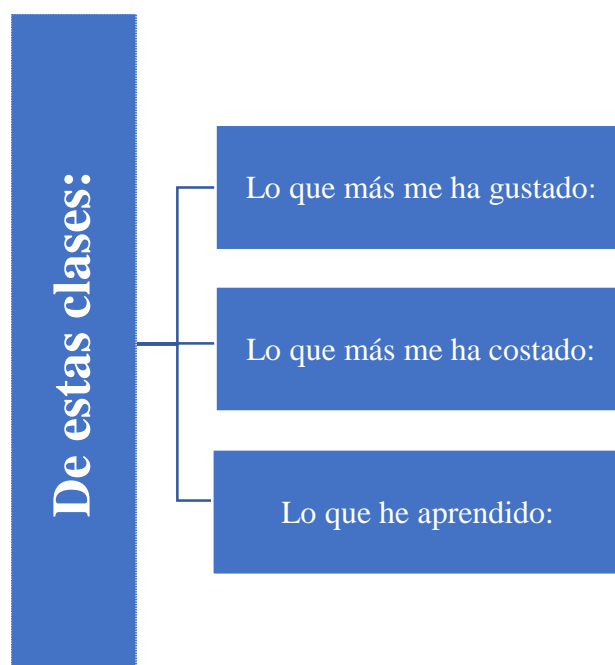 De estas clases:
Lo que más me ha gustado:
Lo que más me ha costado:
Lo que he aprendido: